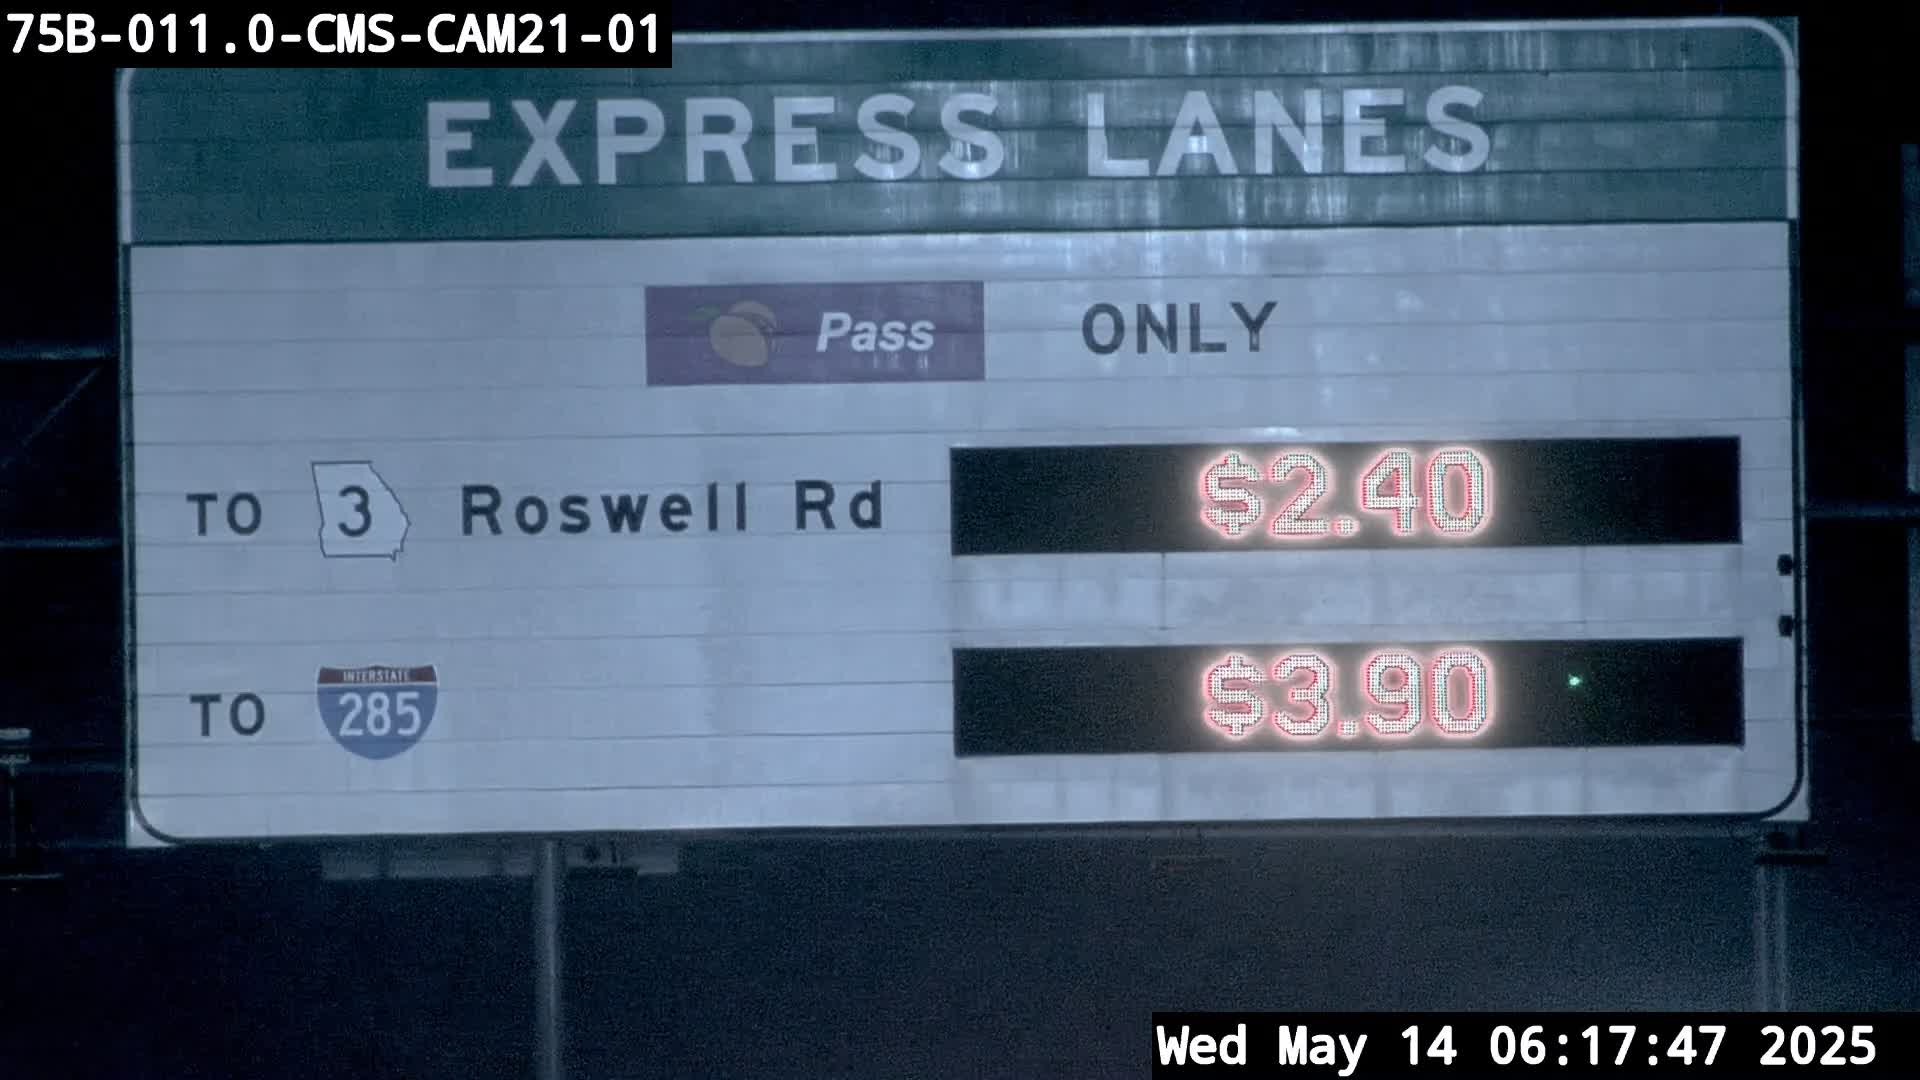 75B-011.0-CMS-CAM21-01
EXPRESS LANES
Pass ONLY
TO 3 Roswell Rd $2.40
INTERSTATE
TO 285 $3.90
Wed May 14 06:17:47 2025